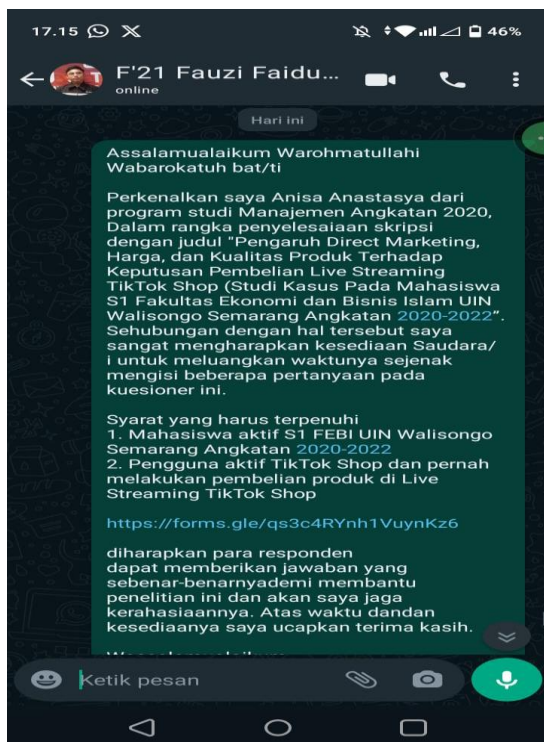 17.15
46%
F'21 Fauzi Faidu...
online
Hari ini
Assalamualaikum Warohmatullahi
Wabarokatuh bat/ti
Perkenalkan saya Anisa Anastasya dari
program studi Manajemen Angkatan 2020,
Dalam rangka penyelesaiaan skripsi
dengan judul "Pengaruh Direct Marketing,
Harga, dan Kualitas Produk Terhadap
Keputusan Pembelian Live Streaming
TikTok Shop (Studi Kasus Pada Mahasiswa
S1 Fakultas Ekonomi dan Bisnis Islam UIN
Walisongo Semarang Angkatan 2020-2022".
Sehubungan dengan hal tersebut saya
sangat mengharapkan kesediaan Saudara/
i untuk meluangkan waktunya sejenak
mengisi beberapa pertanyaan pada
kuesioner ini.
Syarat yang harus terpenuhi
1. Mahasiswa aktif S1 FEBI UIN Walisongo
Semarang Angkatan 2020-2022
2. Pengguna aktif TikTok Shop dan pernah
melakukan pembelian produk di Live
Streaming TikTok Shop
https://forms.gle/qs3c4RYnh1VuynKz6
diharapkan para responden
dapat memberikan jawaban yang
sebenar-benarnyademi membantu
penelitian ini dan akan saya jaga
kerahasiaannya. Atas waktu dandan
kesediaanya saya ucapkan terima kasih.
Ketik pesan